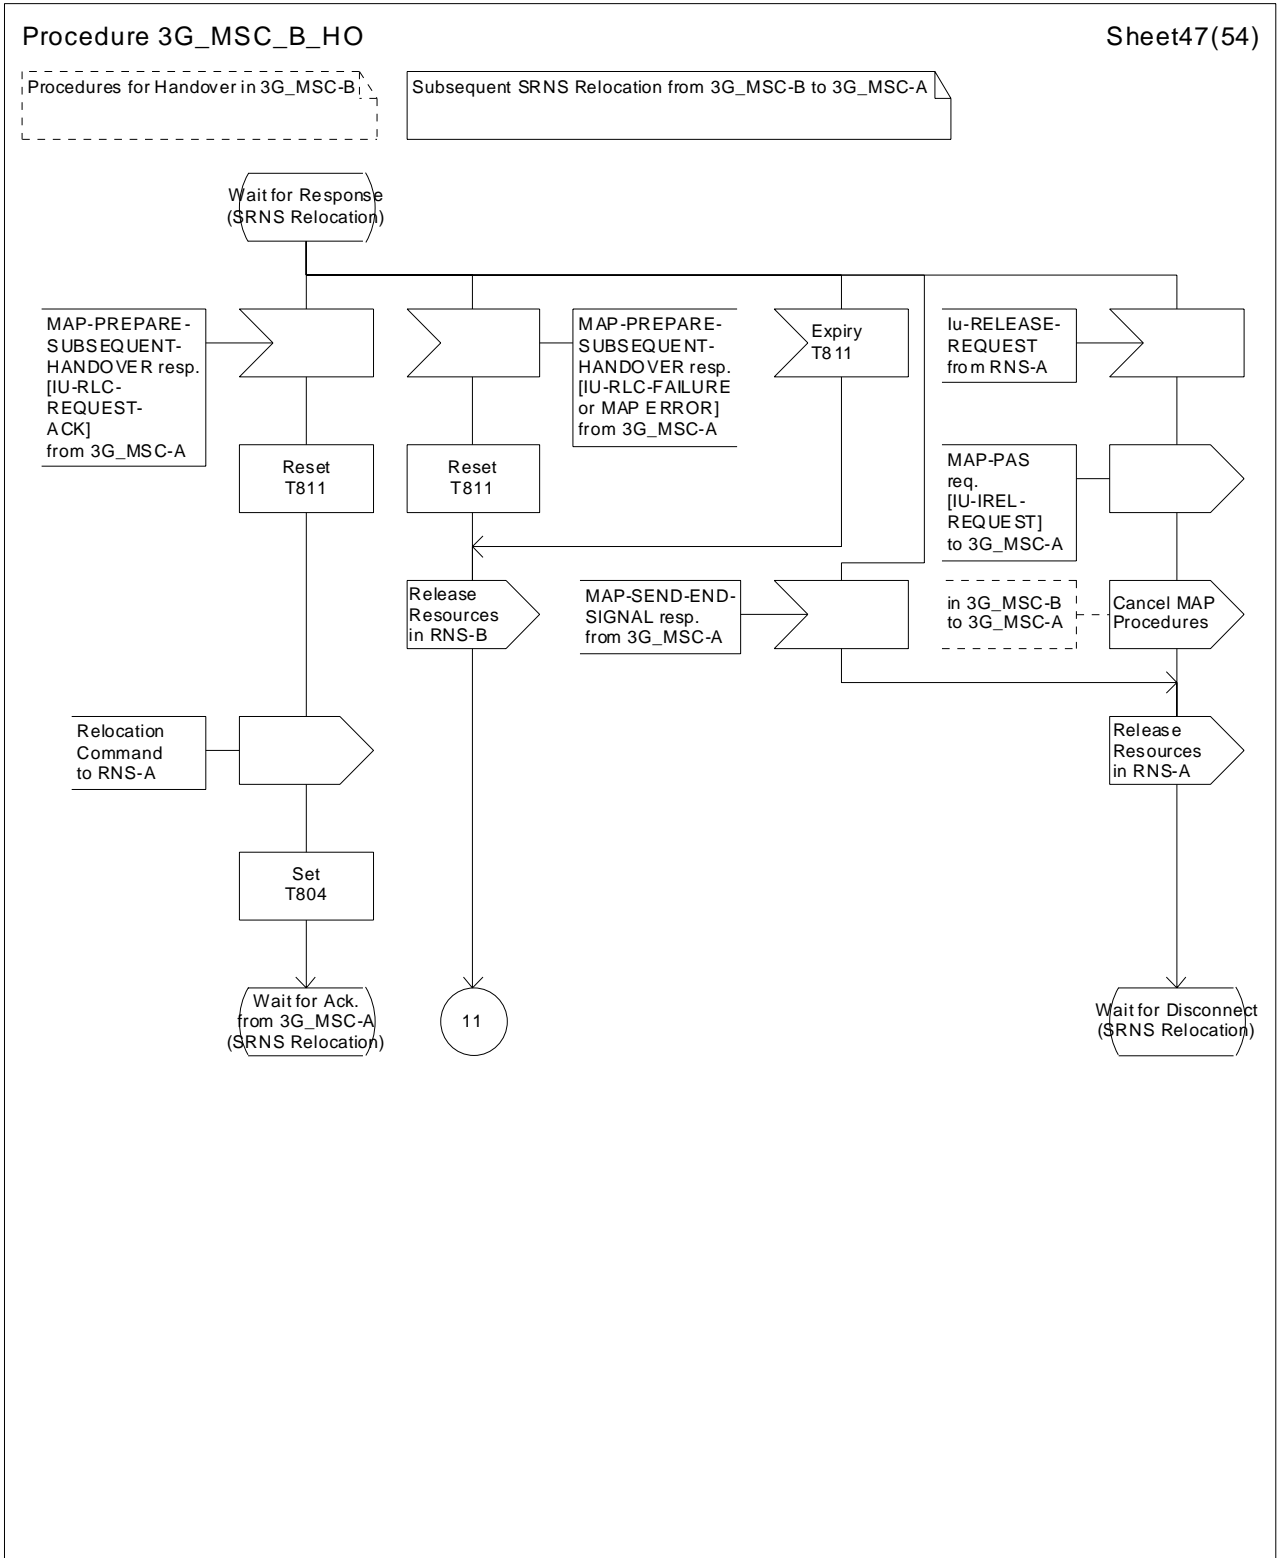 Procedure 3G_MSC_B_HO
Sheet47(54)
Procedures for Handover in 3G_MSC-B
Subsequent SRNS Relocation from 3G_MSC-B to 3G_MSC-A
Wait for Response
(SRNS Relocation)
MAP-PREPARE-
SUBSEQUENT-
HANDOVER resp.
[IU-RLC-
REQUEST-
ACK]
from 3G_MSC-A
MAP-PREPARE-
SUBSEQUENT-
HANDOVER resp.
[IU-RLC-FAILURE
or MAP ERROR]
from 3G_MSC-A
Expiry
T811
Iu-RELEASE-
REQUEST
from RNS-A
Reset
T811
Reset
T811
MAP-PAS
req.
[IU-IREL-
REQUEST]
to 3G_MSC-A
Release
Resources
in RNS-B
MAP-SEND-END-
SIGNAL resp.
from 3G_MSC-A
in 3G_MSC-B
to 3G_MSC-A
Cancel MAP
Procedures
Relocation
Command
to RNS-A
Release
Resources
in RNS-A
Set
T804
Wait for Ack.
from 3G_MSC-A
(SRNS Relocation)
11
Wait for Disconnect
(SRNS Relocation)